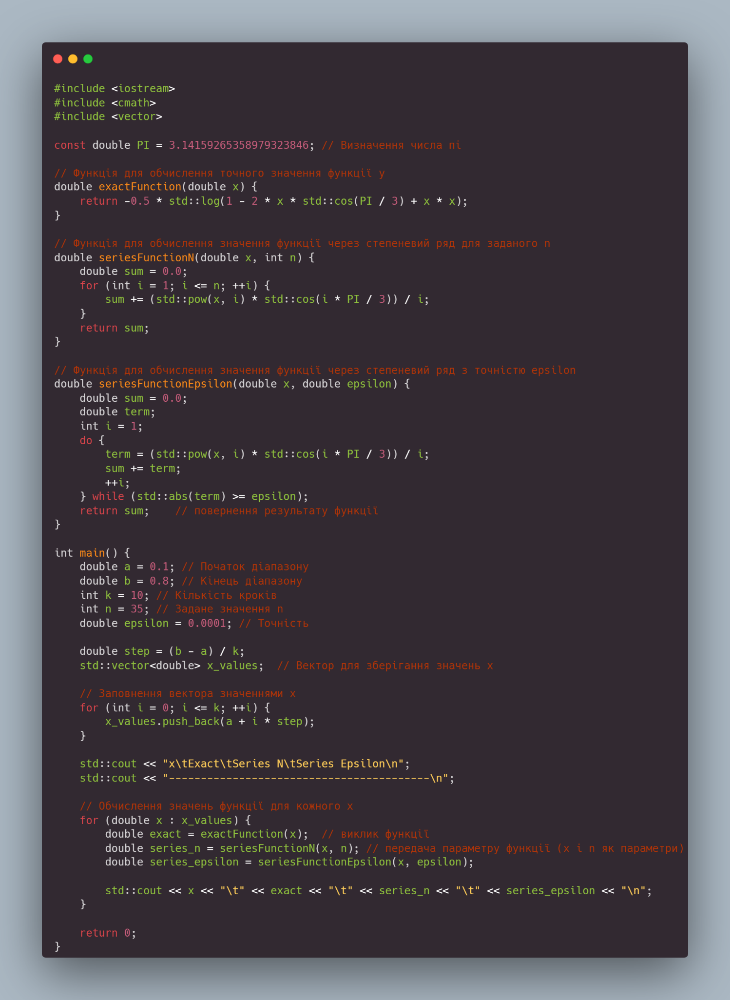 #include <iostream>
#include <cmath>
#include <vector>

const double PI = 3.14159265358979323846; // Визначення числа пі

// Функція для обчислення точного значення функції y
double exactFunction(double x) {
    return -0.5 * std::log(1 - 2 * x * std::cos(PI / 3) + x * x);
}

// Функція для обчислення значення функції через степеневий ряд для заданого n
double seriesFunctionN(double x, int n) {
    double sum = 0.0;
    for (int i = 1; i <= n; ++i) {
        sum += (std::pow(x, i) * std::cos(i * PI / 3)) / i;
    }
    return sum;
}

// Функція для обчислення значення функції через степеневий ряд з точністю epsilon
double seriesFunctionEpsilon(double x, double epsilon) {
    double sum = 0.0;
    double term;
    int i = 1;
    do {
        term = (std::pow(x, i) * std::cos(i * PI / 3)) / i;
        sum += term;
        ++i;
    } while (std::abs(term) >= epsilon);
    return sum;    // повернення результату функції
}

int main() {
    double a = 0.1; // Початок діапазону
    double b = 0.8; // Кінець діапазону
    int k = 10; // Кількість кроків
    int n = 35; // Задане значення n
    double epsilon = 0.0001; // Точність

    double step = (b - a) / k;
    std::vector<double> x_values;  // Вектор для зберігання значень x

    // Заповнення вектора значеннями x
    for (int i = 0; i <= k; ++i) {
        x_values.push_back(a + i * step);
    }

    std::cout << "x\tExact\tSeries N\tSeries Epsilon\n";
    std::cout << "-----------------------------------------\n";

    // Обчислення значень функції для кожного x
    for (double x : x_values) {
        double exact = exactFunction(x);  // виклик функції
        double series_n = seriesFunctionN(x, n); // передача параметру функції (x і n як параметри)
        double series_epsilon = seriesFunctionEpsilon(x, epsilon);

        std::cout << x << "\t" << exact << "\t" << series_n << "\t" << series_epsilon << "\n";
    }

    return 0;
}